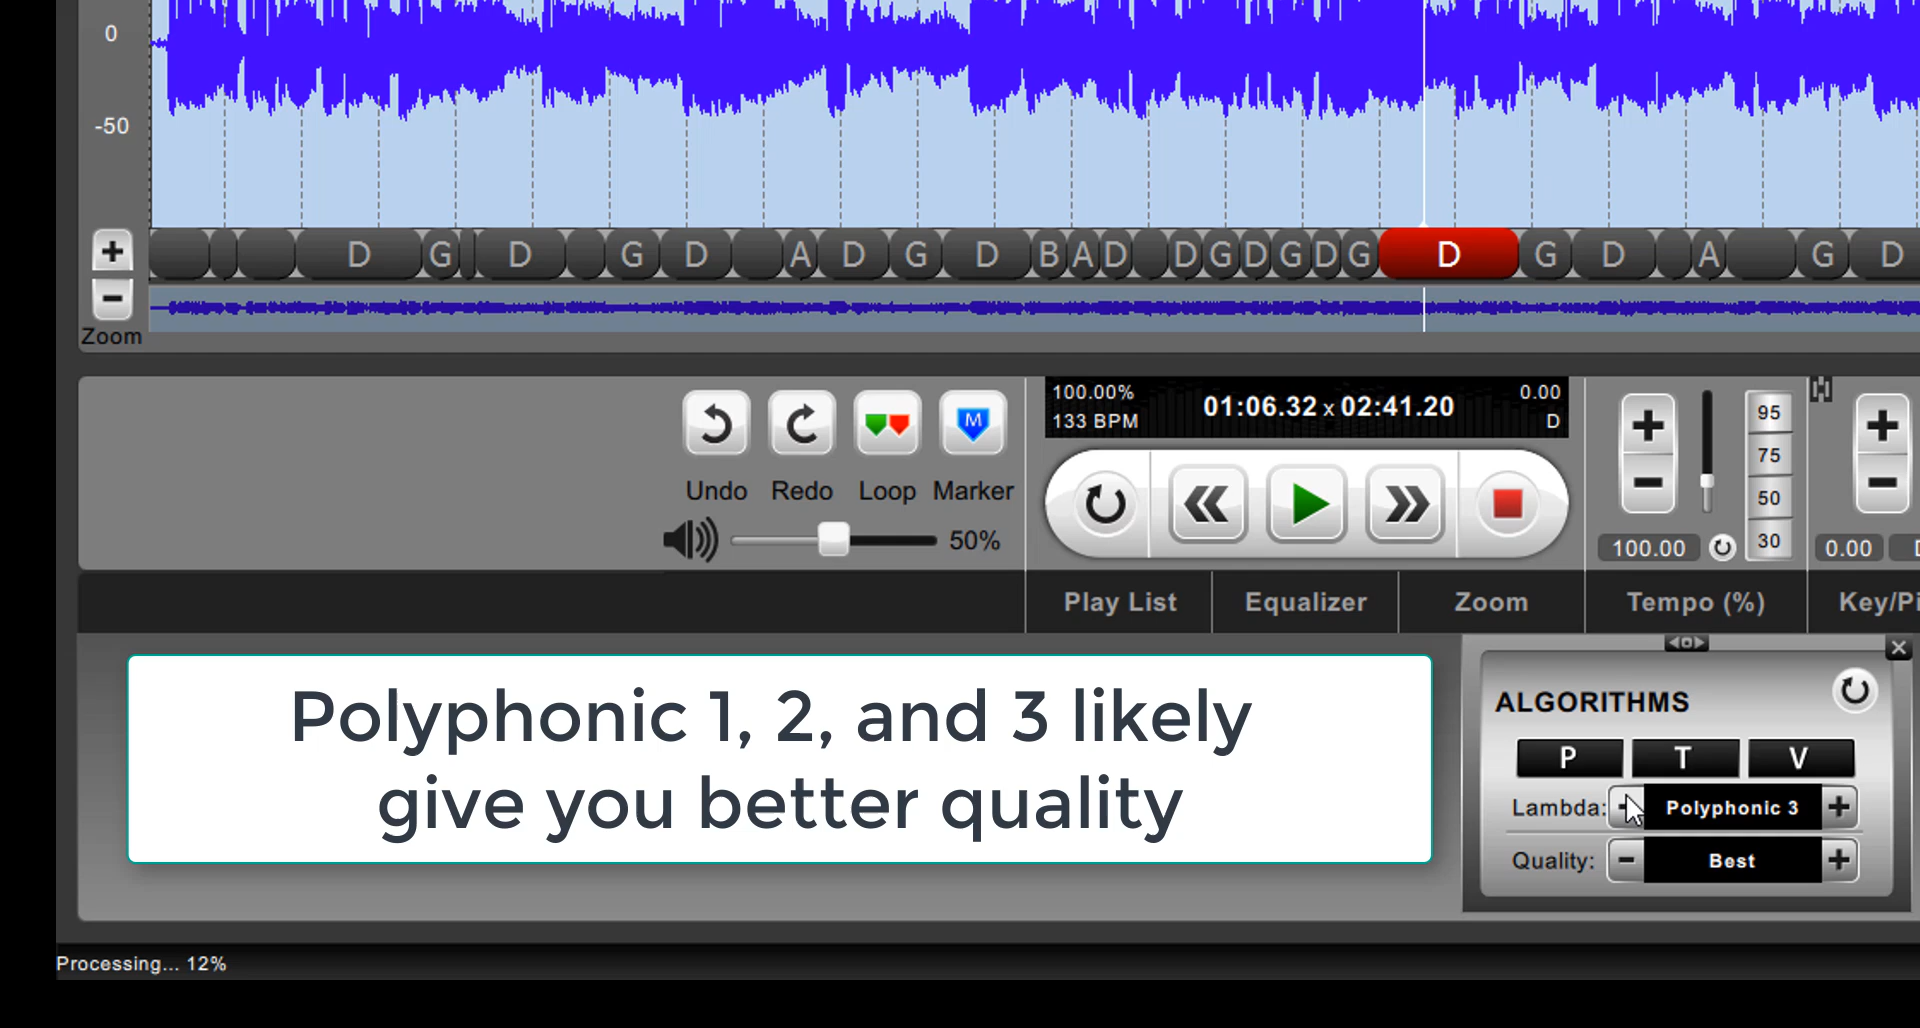 0
-50
D G D G D A D G D B A D D G D G D G D G D A G D
Zoom
100.00% 01:06.32 x 02:41.20 0.00
133 BPM D
M
Undo Redo Loop Marker
50%
95
75
50
30
100.00 0.00
Play List Equalizer Zoom Tempo (%) Key/Pi
Polyphonic 1, 2, and 3 likely
give you better quality
ALGORITHMS
P T V
Lambda: Polyphonic 3 +
Quality: - Best +
Processing... 12%